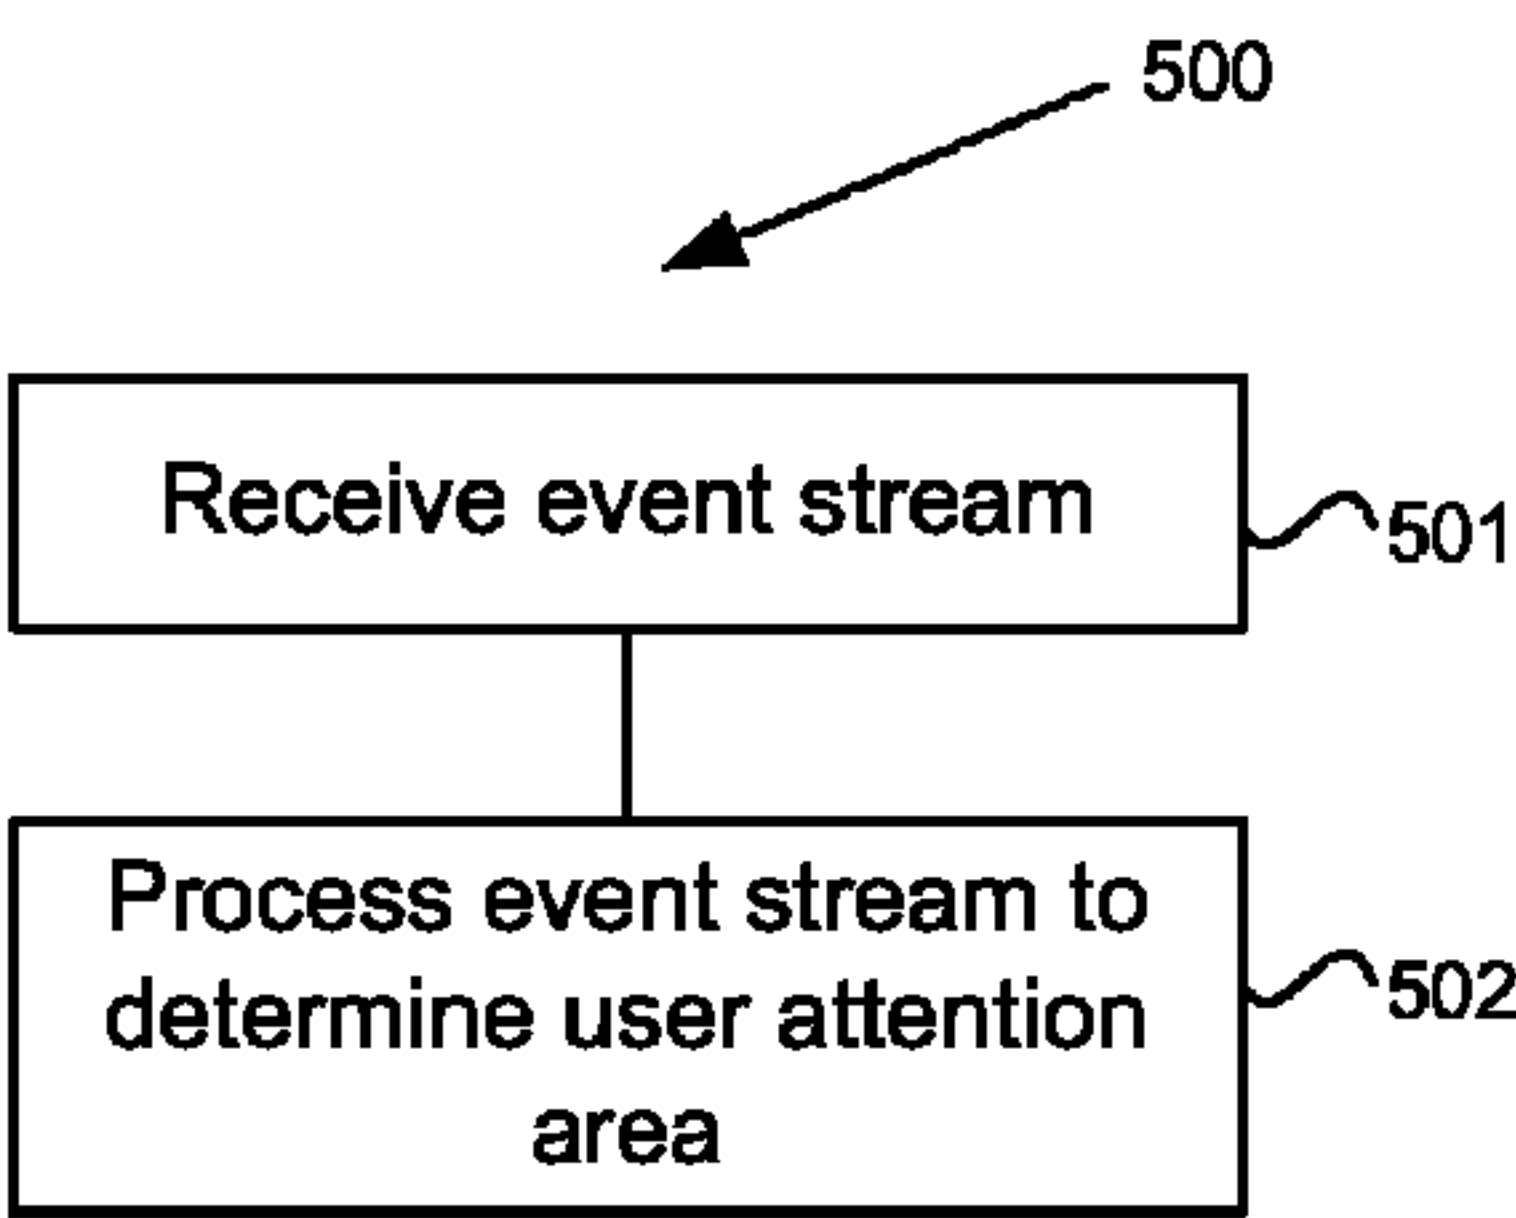 500
Receive event stream
501
Process event stream to
determine user attention
area
502